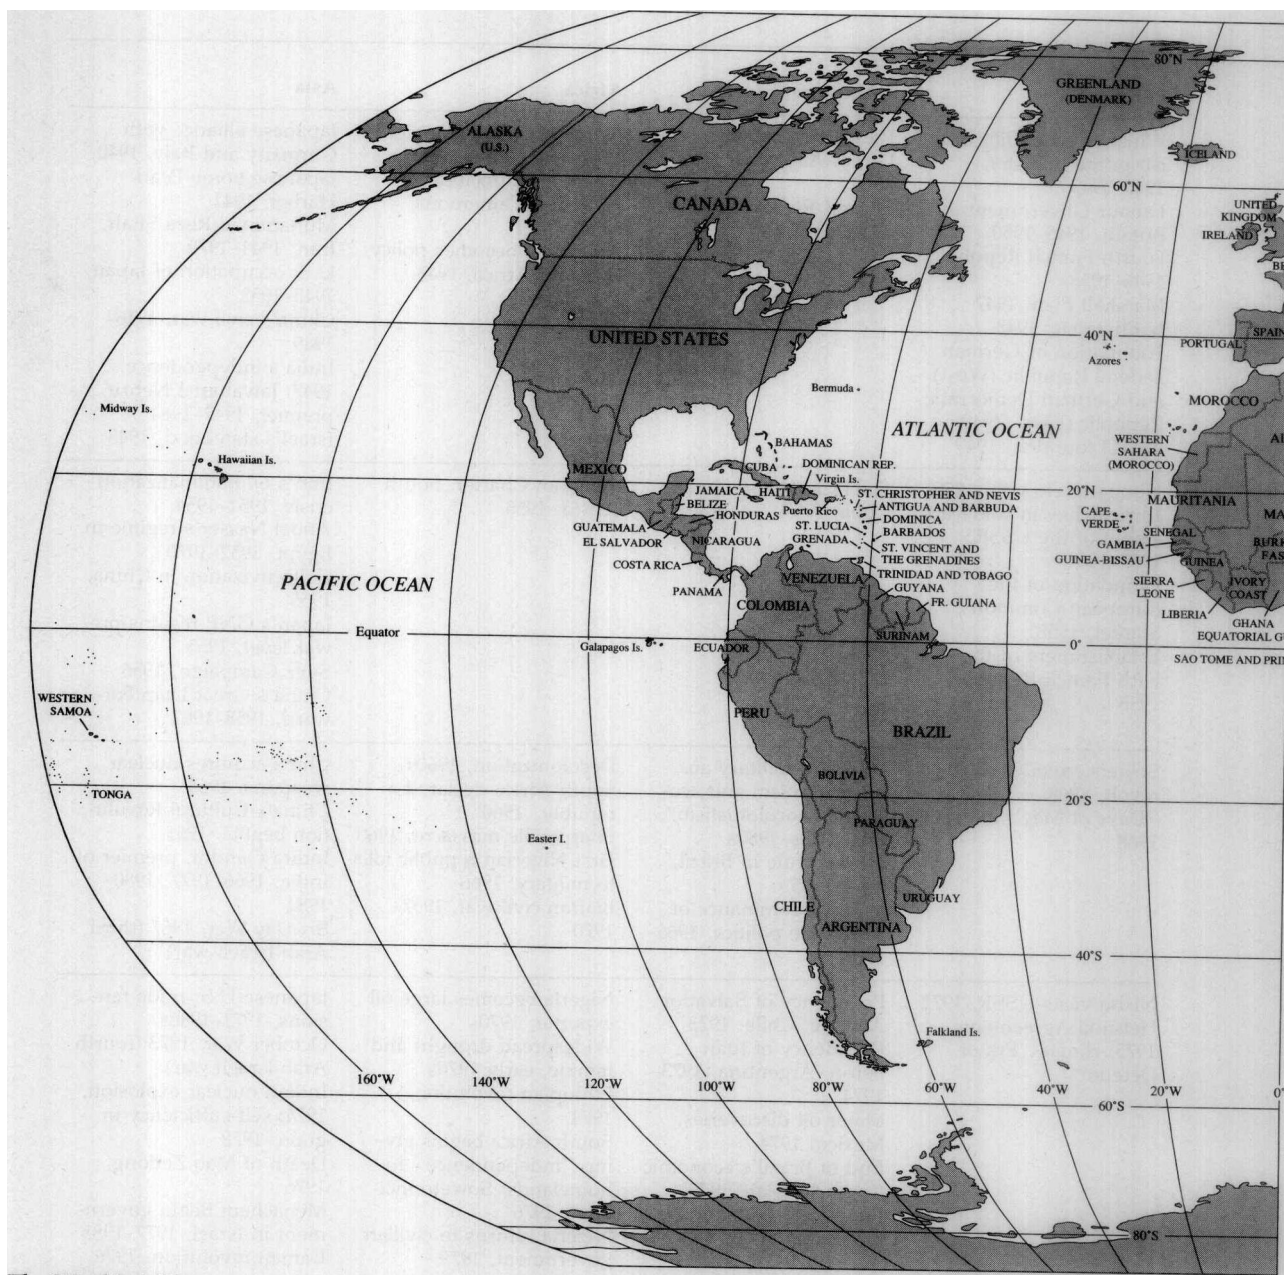 80°N
GREENLAND
(DENMARK)
ALASKA
(U.S.)
ICELAND
60°N
CANADA
UNITED
KINGDOM
IRELAND
UNITED STATES
40°N
PORTUGAL
SPAIN
Azores
Bermuda
MOROCCO
Midway Is.
ATLANTIC OCEAN
BAHAMAS
WESTERN
SAHARA
(MOROCCO)
Hawaiian Is.
MEXICO
CUBA
DOMINICAN REP.
Virgin Is.
JAMAICA
HAITI
20°N
ST. CHRISTOPHER AND NEVIS
MAURITANIA
BELIZE
Puerto Rico
ANTIGUA AND BARBUDA
HONDURAS
DOMINICA
CAPE
VERDE
GUATEMALA
ST. LUCIA
BARBADOS
SENEGAL
EL SALVADOR
NICARAGUA
GRENADA
ST. VINCENT AND
THE GRENADINES
GAMBIA
GUINEA-BISSAU
GUINEA
COSTA RICA
TRINIDAD AND TOBAGO
PACIFIC OCEAN
VENEZUELA
GUYANA
SIERRA
LEONE
IVORY
COAST
PANAMA
COLOMBIA
FR. GUIANA
LIBERIA
GHANA
Equator
SURINAM
EQUATORIAL G
Galapagos Is.
ECUADOR
0°
SAO TOME AND PRIN
WESTERN
SAMOA
PERU
BRAZIL
BOLIVIA
TONGA
20°S
PARAGUAY
Easter I.
CHILE
URUGUAY
ARGENTINA
40°S
Falkland Is.
160°W
140°W
120°W
100°W
80°W
60°W
40°W
20°W
60°S
80°S